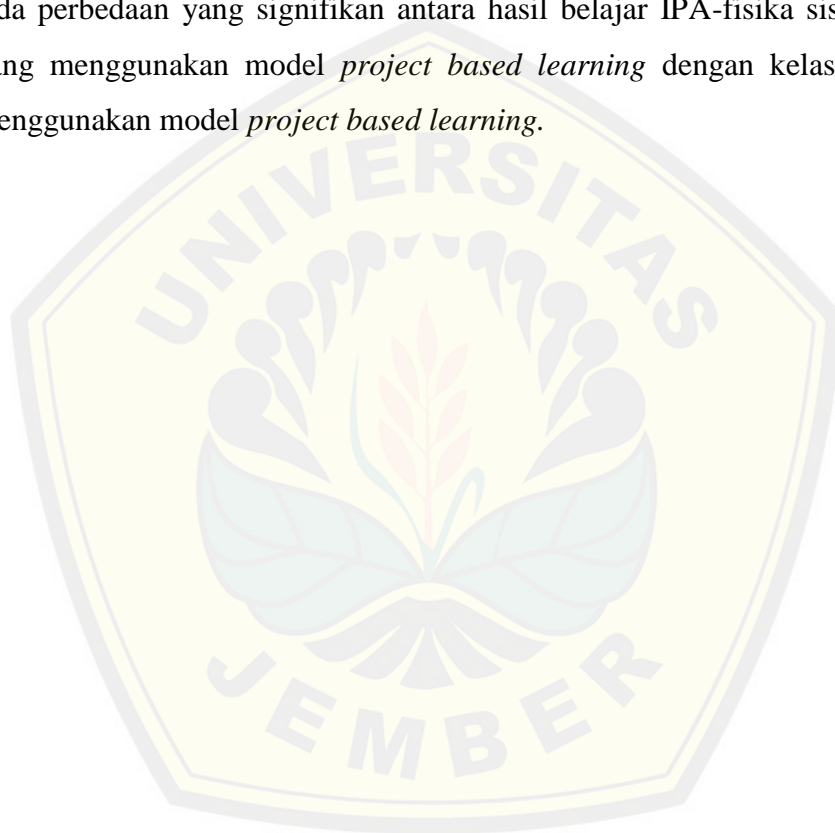 da perbedaan yang signifikan antara hasil belajar IPA-fisika sis
ang menggunakan model project based learning dengan kelas
enggunakan model project based learning.
UNIVERSITAS
JEMBER